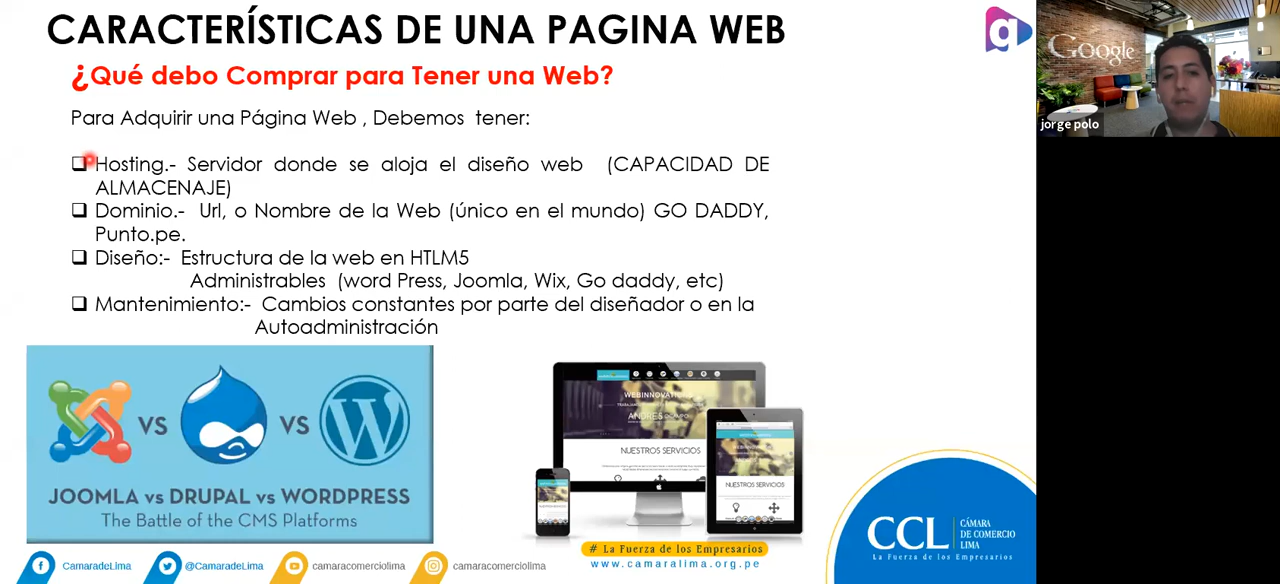 CARACTERÍSTICAS DE UNA PAGINA WEB
¿Qué debo Comprar para Tener una Web?
Para Adquirir una Página Web , Debemos tener:
Hosting.- Servidor donde se aloja el diseño web (CAPACIDAD DE
ALMACENAJE)
Dominio.- Url, o Nombre de la Web (único en el mundo) GO DADDY,
Punto.pe.
Diseño:- Estructura de la web en HTLM5
Administrables (word Press, Joomla, Wix, Go daddy, etc)
Mantenimiento:- Cambios constantes por parte del diseñador o en la
Autoadministración
VS
VS
JOOMLA vs DRUPAL vs WORDPRESS
The Battle of the CMS Platforms
WEBINNOVATION
NUESTROS SERVICIOS
NUESTROS SERVICIOS
# La Fuerza de los Empresarios
www.camaralima.org.pe
CCL
CÁMARA
DE COMERCIO
LIMA
La Fuerza de los Empresarios
CamaradeLima
@CamaradeLima
camaracomerciolima
camaracomerciolima
g
Google
jorge polo